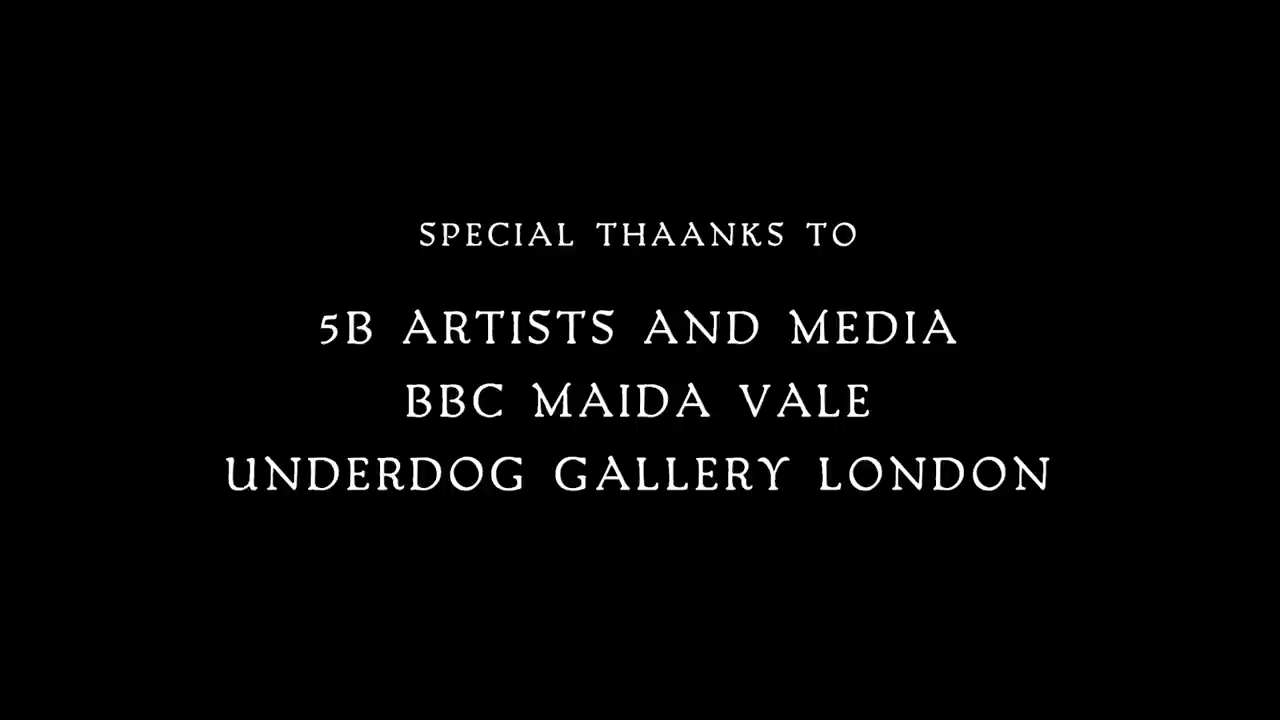 SPECIAL THAANKS TO
5B ARTISTS AND MEDIA
BBC MAIDA VALE
UNDERDOG GALLERY LONDON